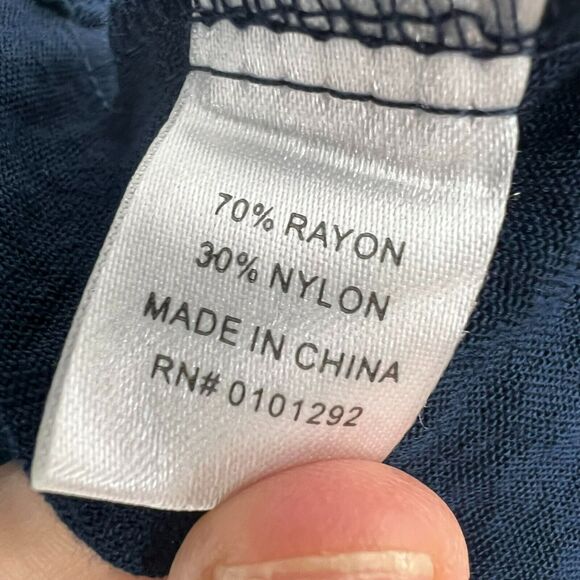 70% RAYON
30% NYLON
MADE IN CHINA
RN# 0101292